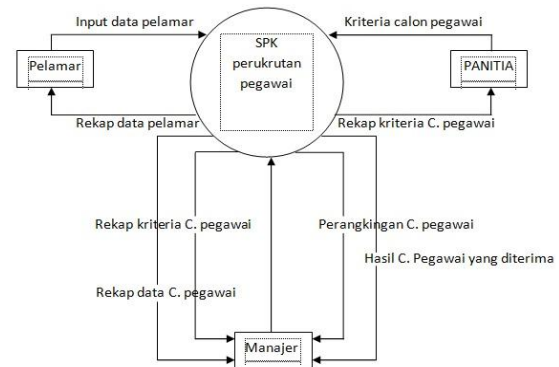 Input data pelamar
Kriteria calon pegawai
SPK
perukrutan
pegawai
Pelamar
PANITIA
Rekap data pelamar
Rekap kriteria C. pegawai
Rekap kriteria C. pegawai
Perangkingan C. pegawai
Hasil C. Pegawai yang diterima
Rekap data C. pegawai
Manajer